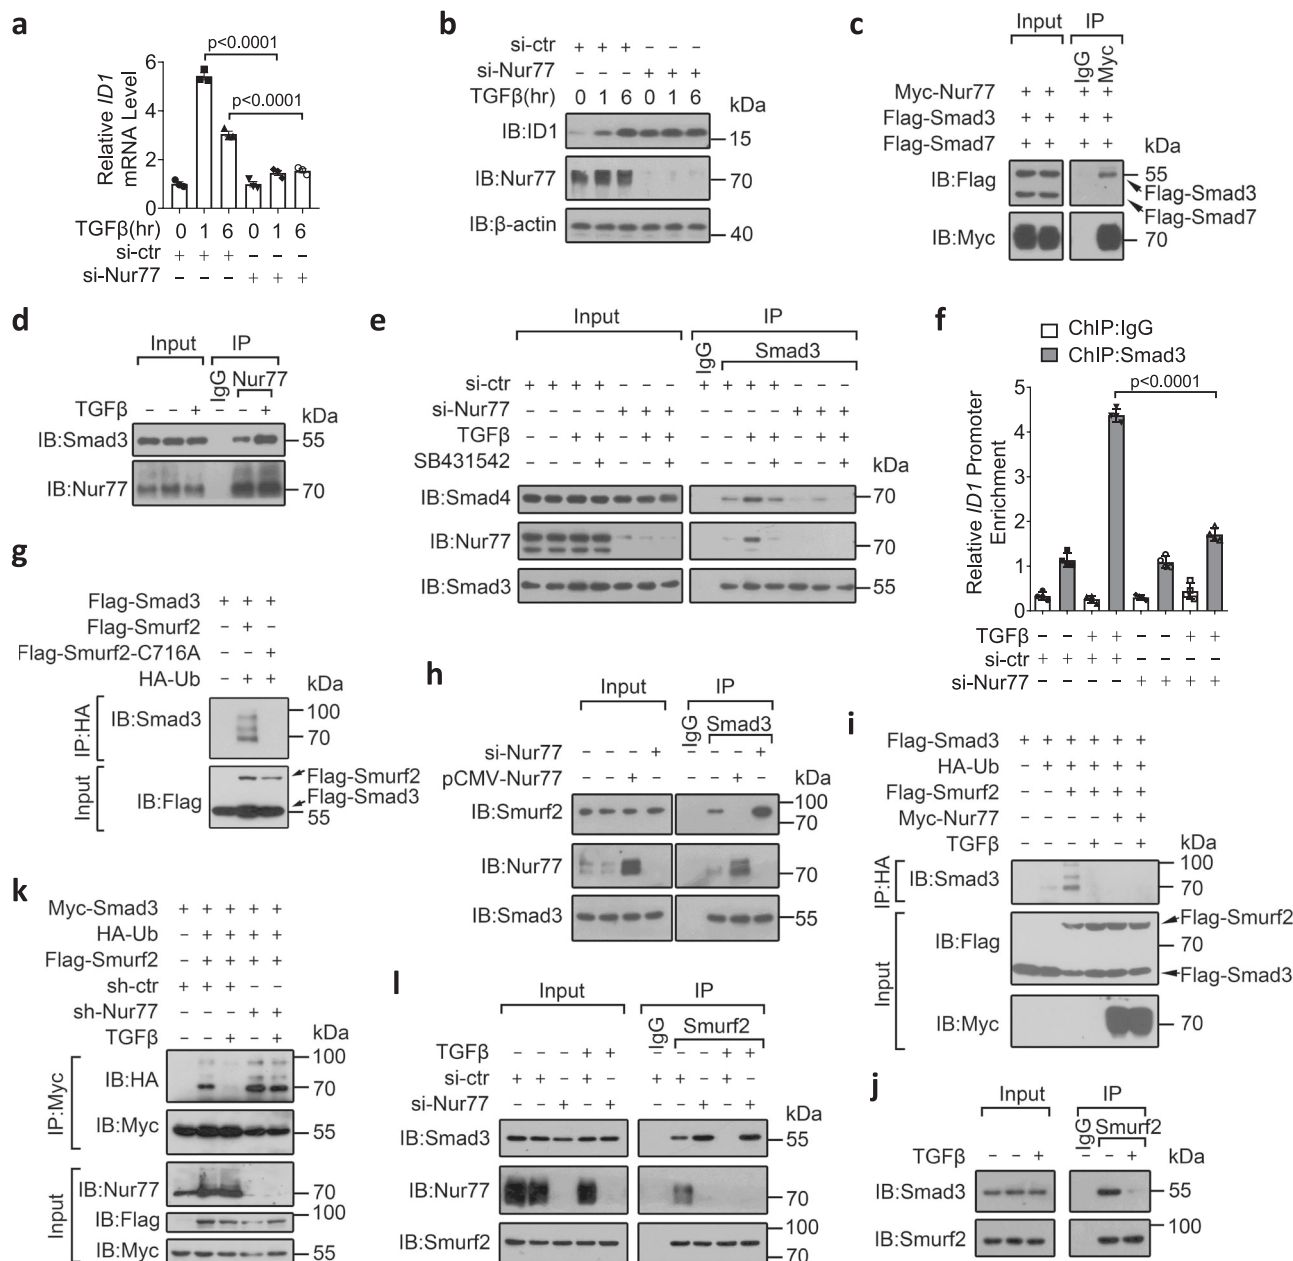 a
Relative ID1
mRNA Level
6
4
2
0
p<0.0001
p<0.0001
TGFβ(hr) 0 1 6 0 1 6
si-ctr + + + − − −
si-Nur77 − − − + + +
b
si-ctr + + + − − −
si-Nur77 − − − + + +
TGFβ(hr) 0 1 6 0 1 6 kDa
IB:ID1 15
IB:Nur77 70
IB:β-actin 40
c
Input IP
IgG Myc
Myc-Nur77 + + + +
Flag-Smad3 + + + +
Flag-Smad7 + + + + kDa
IB:Flag 55
Flag-Smad3
Flag-Smad7
IB:Myc 70
d
Input IP
IgG Nur77
TGFβ − − + − − + kDa
IB:Smad3 55
IB:Nur77 70
e
Input IP
IgG Smad3
si-ctr + + + + − − − + + + + − − −
si-Nur77 − − − − + + + − − − − + + +
TGFβ − − + + − + + − − + + − + +
SB431542 − − − + − − + − − − + − − + kDa
IB:Smad4 70
IB:Nur77 70
IB:Smad3 55
f
ChIP:IgG
ChIP:Smad3
p<0.0001
Relative ID1 Promoter
Enrichment
5
4
3
2
1
0
TGFβ − − + + − − + +
si-ctr + + + + − − − −
si-Nur77 − − − − + + + +
g
Flag-Smad3 + + +
Flag-Smurf2 − + −
Flag-Smurf2-C716A − − +
HA-Ub − + + kDa
IP:HA
IB:Smad3 100
70
Input
IB:Flag
Flag-Smurf2
Flag-Smad3
55
h
Input IP
IgG Smad3
si-Nur77 − − − + − − − +
pCMV-Nur77 − − + − − − + − kDa
IB:Smurf2 100
70
IB:Nur77 70
IB:Smad3 55
i
Flag-Smad3 + + + + + +
HA-Ub − + + + + +
Flag-Smurf2 − − + + + +
Myc-Nur77 − − − − + +
TGFβ − − − + − + kDa
IP:HA
IB:Smad3 100
70
Input
IB:Flag
Flag-Smurf2
70
Flag-Smad3
IB:Myc 70
k
Myc-Smad3 + + + + +
HA-Ub − + + + +
Flag-Smurf2 − + + + +
sh-ctr + + + − −
sh-Nur77 − − − + +
TGFβ − − + − + kDa
IP:Myc
IB:HA 100
70
IB:Myc 55
Input
IB:Nur77 70
IB:Flag 100
IB:Myc 55
l
Input IP
IgG Smurf2
TGFβ − − − + + − − − + +
si-ctr + + − + − + + − + −
si-Nur77 − − + − + − − + − + kDa
IB:Smad3 55
IB:Nur77 70
IB:Smurf2 100
70
j
Input IP
IgG Smurf2
TGFβ − − + − − + kDa
IB:Smad3 55
IB:Smurf2 100